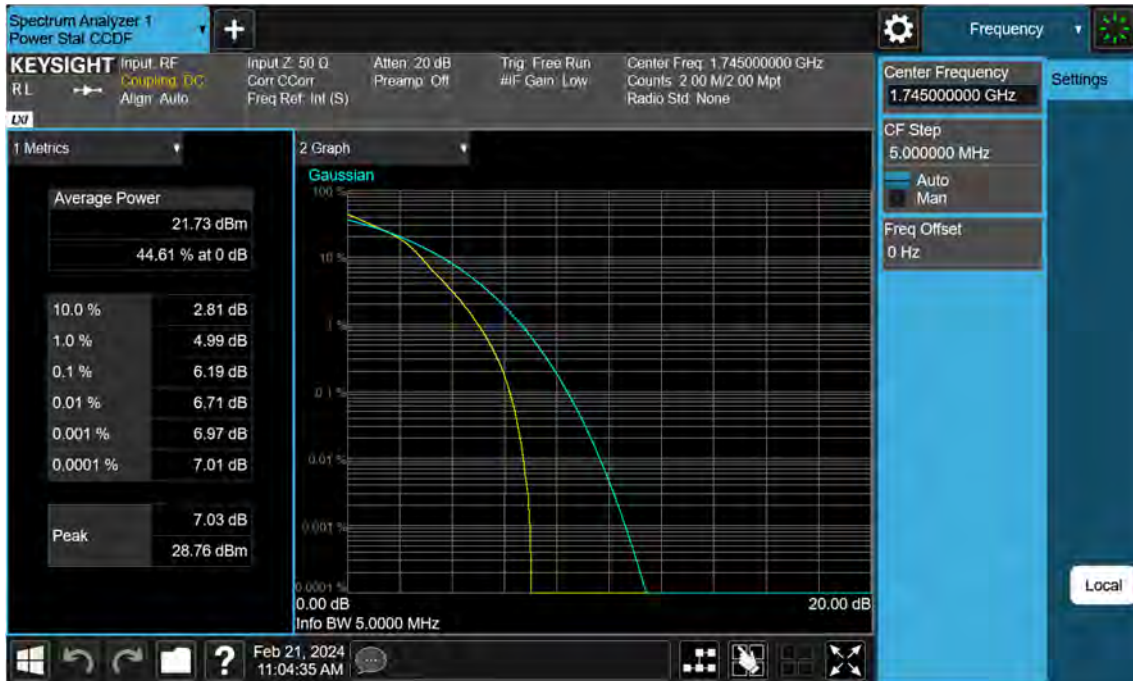 Spectrum Analyzer 1
Power Stat CCDF
Frequency
KEYSIGHT
RL
LXI
Input: RF
Coupling: DC
Align: Auto
Input Z: 50 Ω
Corr CCorr
Freq Ref: Int (S)
Atten: 20 dB
Preamp: Off
Trig: Free Run
#IF Gain: Low
Center Freq: 1.745000000 GHz
Counts: 2.00 M/2.00 Mpt
Radio Std: None
Center Frequency
1.745000000 GHz
Settings
CF Step
5.000000 MHz
Auto
Man
Freq Offset
0 Hz
Local
1 Metrics
Average Power
21.73 dBm
44.61 % at 0 dB
10.0 % 2.81 dB
1.0 % 4.99 dB
0.1 % 6.19 dB
0.01 % 6.71 dB
0.001 % 6.97 dB
0.0001 % 7.01 dB
Peak
7.03 dB
28.76 dBm
2 Graph
Gaussian
100 %
10 %
1 %
0.1 %
0.01 %
0.001 %
0.0001 %
0.00 dB
20.00 dB
Info BW 5.0000 MHz
?
Feb 21, 2024
11:04:35 AM